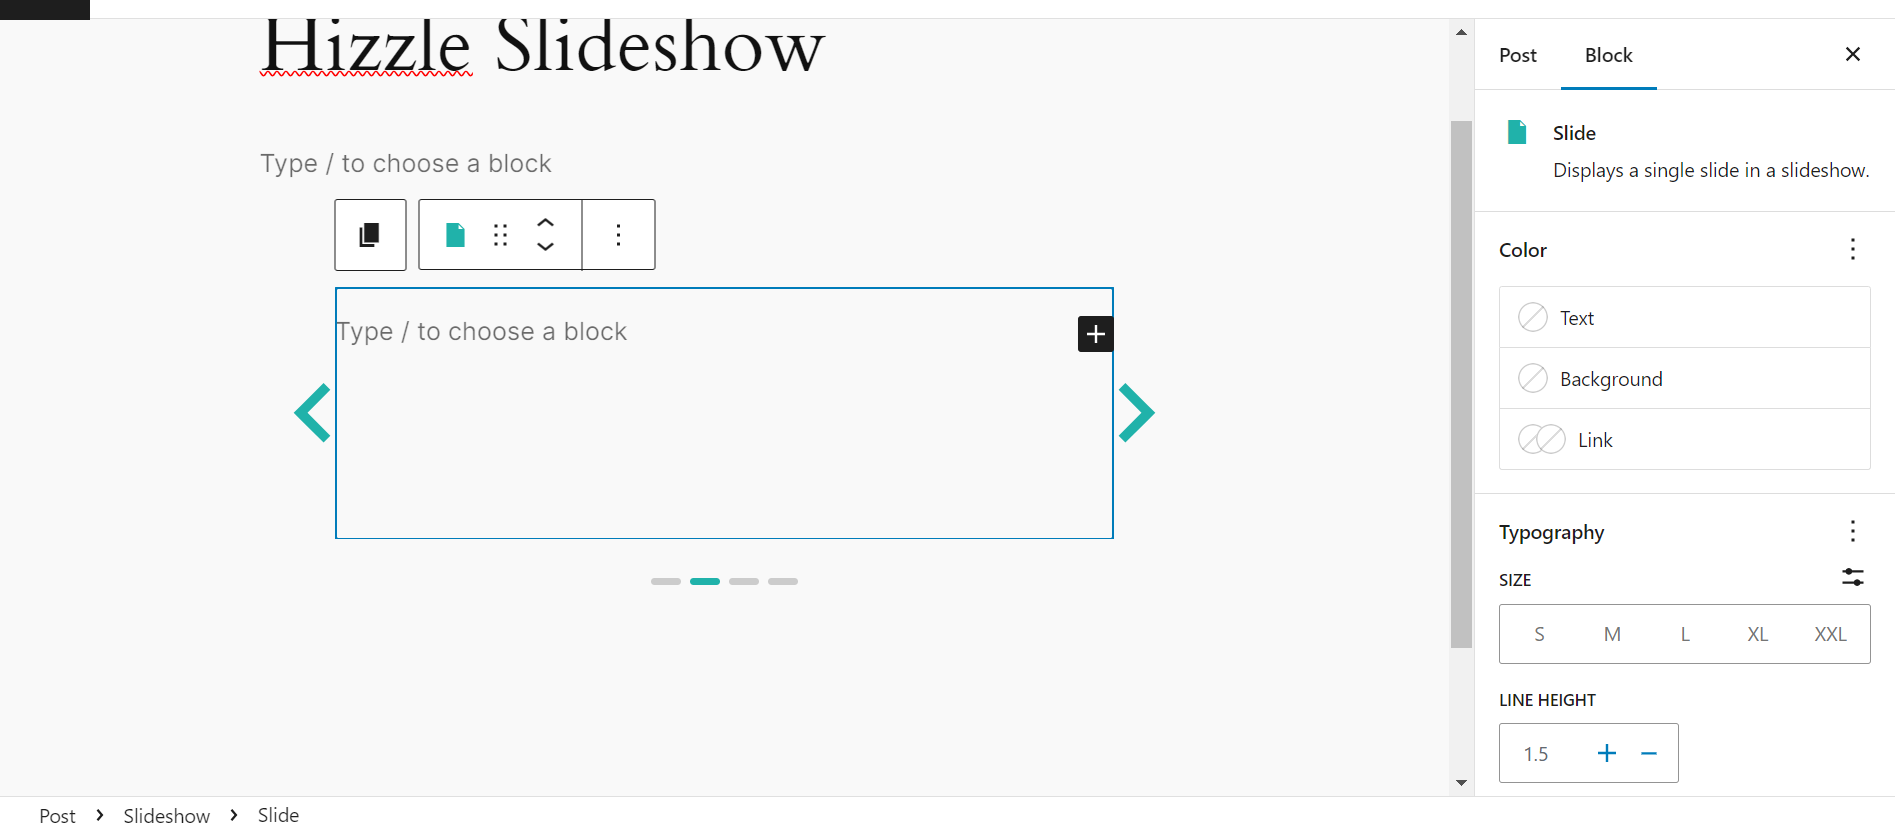 Hizzle Slideshow
Type / to choose a block
Type / to choose a block
Post Block
Slide
Displays a single slide in a slideshow.
Color
Text
Background
Link
Typography
SIZE
S M L XL XXL
LINE HEIGHT
1.5
Post Slideshow Slide